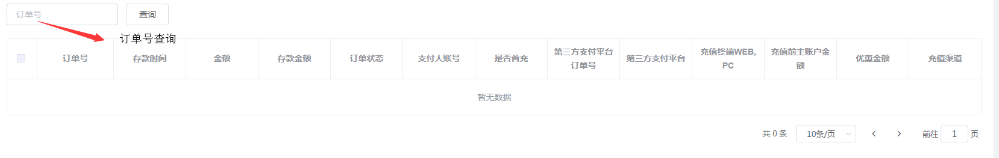 订单号 查询
订单号查询
订单号 存款时间 金额 存款金额 订单状态 支付人账号 是否首充 第三方支付平台订单号 第三方支付平台 充值终端WEB,PC 充值前主账户金额 优惠金额 充值渠道
暂无数据
共 0 条 10条/页 前往 1 页